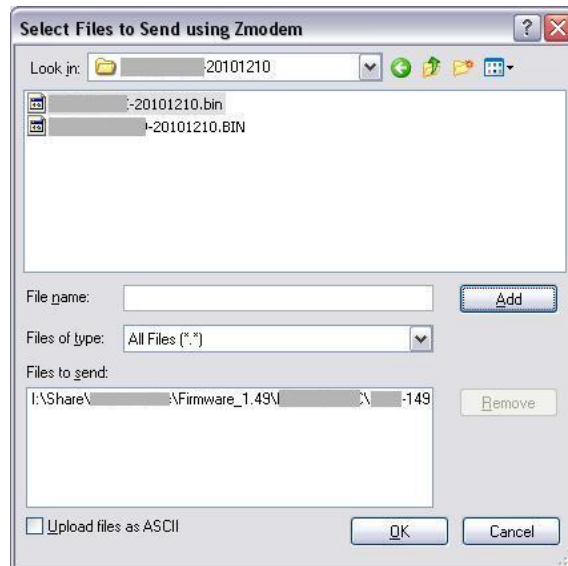 Select Files to Send using Zmodem
Look in: -20101210
-20101210.bin
-20101210.BIN
File name:
Add
Files of type: All Files (*.*)
Files to send:
I:\Share\ :\Firmware_1.49\ \ -149
Remove
Upload files as ASCII
OK
Cancel